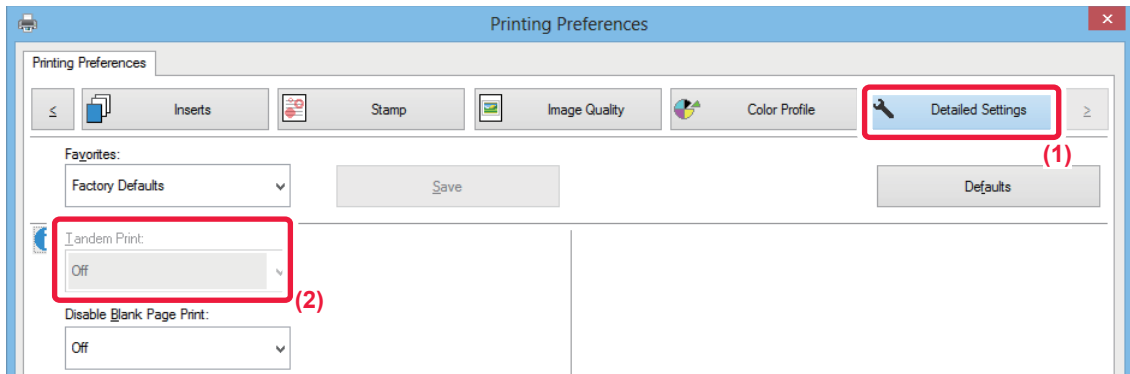 Printing Preferences
Printing Preferences
≤ Inserts Stamp Image Quality Color Profile Detailed Settings ≥
(1)
Favorites:
Factory Defaults Save Defaults
Tandem Print:
Off
(2)
Disable Blank Page Print:
Off